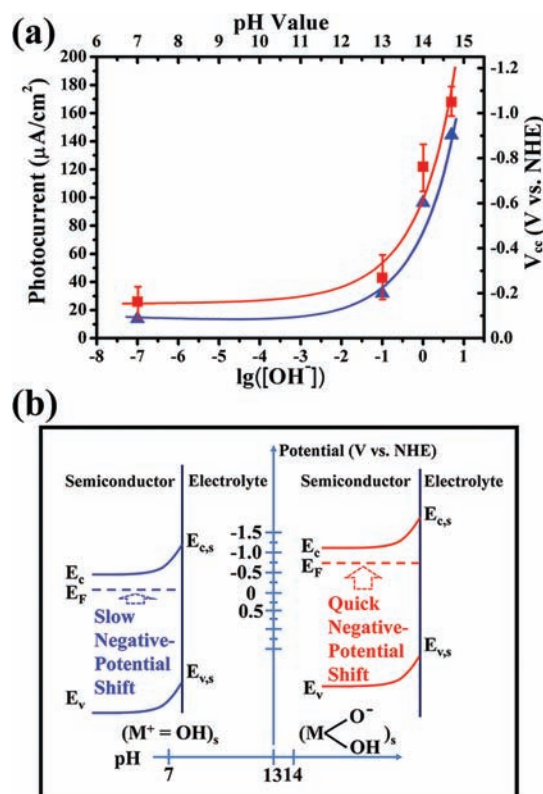 (a)
pH Value
6 7 8 9 10 11 12 13 14 15
Photocurrent (μA/cm²)
200
180
160
140
120
100
80
60
40
20
0
-1.2
-1.0
-0.8
-0.6
-0.4
-0.2
0.0
V_cc (V vs. NHE)
-8 -7 -6 -5 -4 -3 -2 -1 0 1
lg([OH⁻])
(b)
Potential (V vs. NHE)
Semiconductor Electrolyte
Semiconductor Electrolyte
E_c,s
E_c
E_F
Slow
Negative-
Potential
Shift
E_v,s
E_v
(M⁺ = OH)_s
-1.5
-1.0
-0.5
0
0.5
E_c,s
E_c
E_F
Quick
Negative-
Potential
Shift
E_v,s
E_v
O⁻
(M )_s
OH
pH 7 13 14